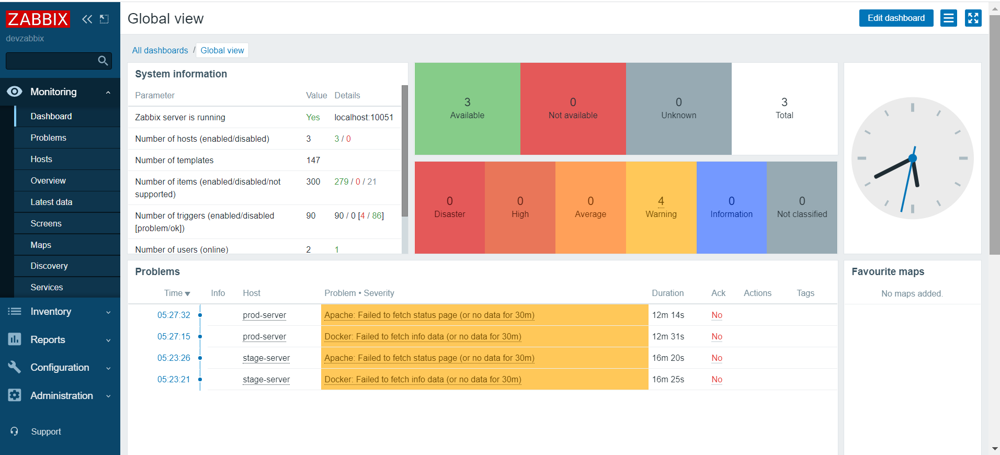 ZABBIX
devzabbix
Monitoring
Dashboard
Problems
Hosts
Overview
Latest data
Screens
Maps
Discovery
Services
Inventory
Reports
Configuration
Administration
Support
Global view
Edit dashboard
All dashboards / Global view
System information
Parameter Value Details
Zabbix server is running Yes localhost:10051
Number of hosts (enabled/disabled) 3 3 / 0
Number of templates 147
Number of items (enabled/disabled/not 300 279 / 0 / 21
supported)
Number of triggers (enabled/disabled 90 90 / 0 [4 / 86]
[problem/ok])
Number of users (online) 2 1
3 0 0 3
Available Not available Unknown Total
0 0 0 4 0 0
Disaster High Average Warning Information Not classified
Problems
Time Info Host Problem • Severity Duration Ack Actions Tags
05:27:32 prod-server Apache: Failed to fetch status page (or no data for 30m) 12m 14s No
05:27:15 prod-server Docker: Failed to fetch info data (or no data for 30m) 12m 31s No
05:23:26 stage-server Apache: Failed to fetch status page (or no data for 30m) 16m 20s No
05:23:21 stage-server Docker: Failed to fetch info data (or no data for 30m) 16m 25s No
Favourite maps
No maps added.